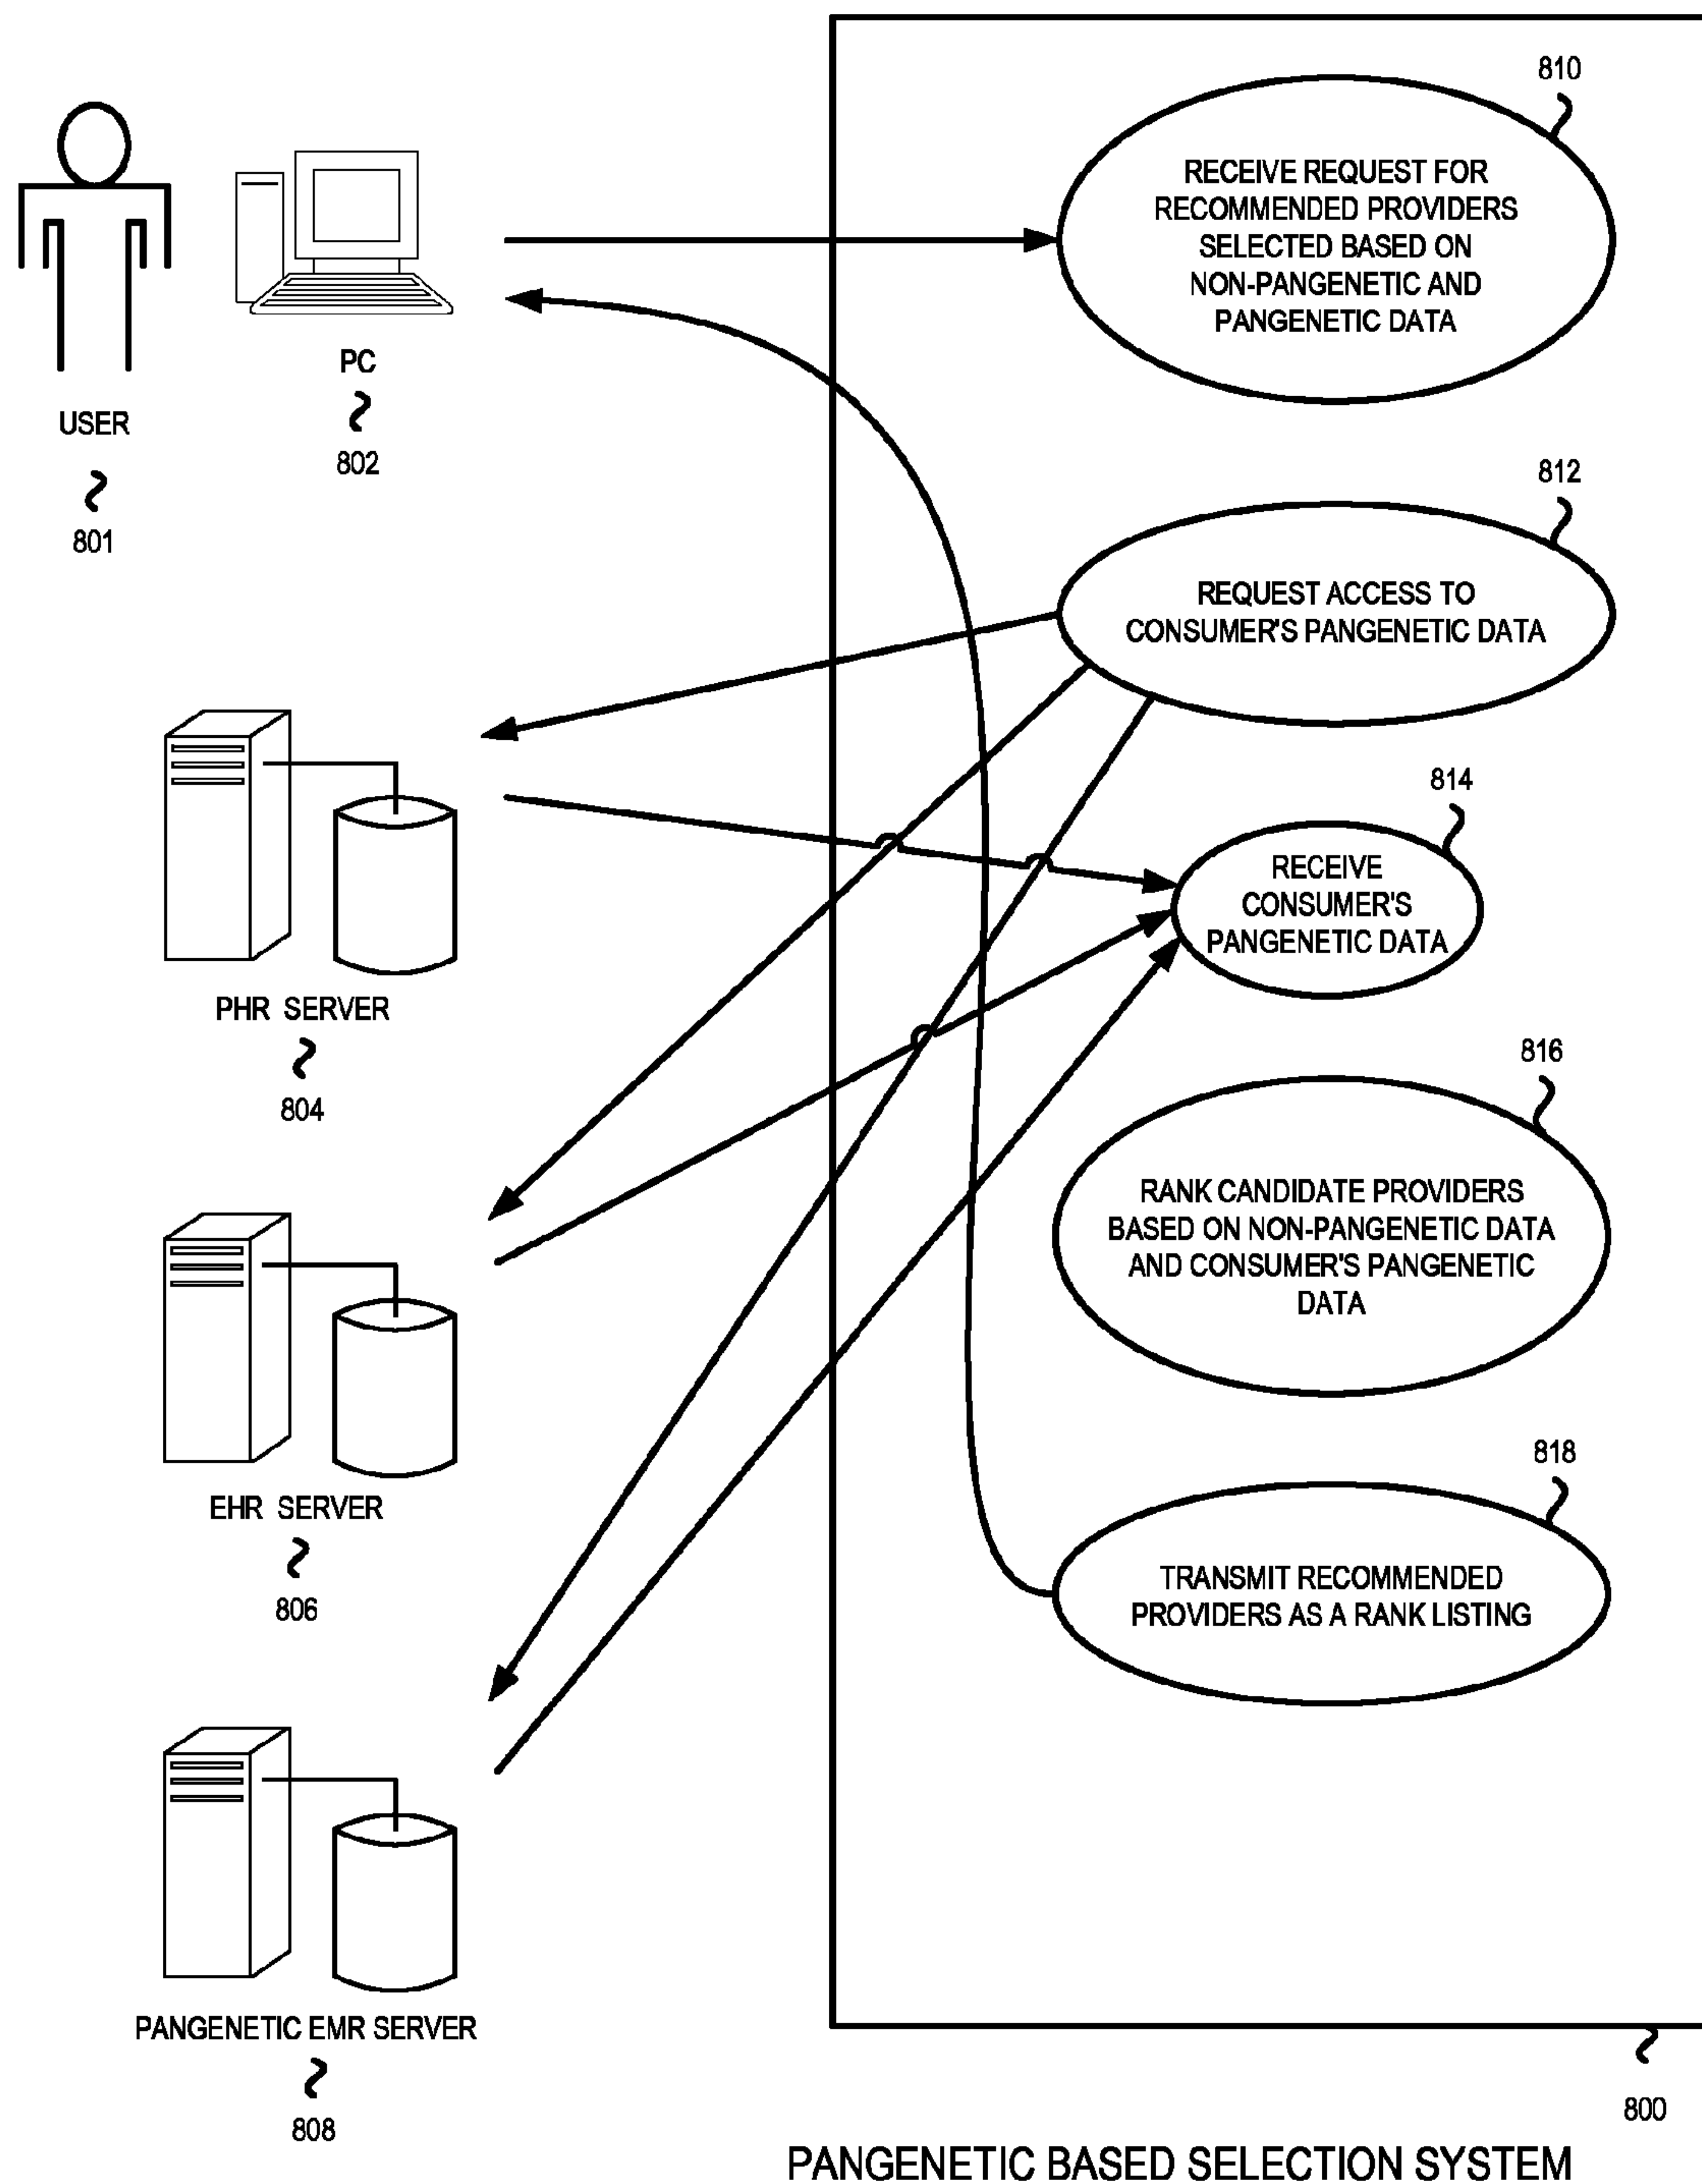 810
RECEIVE REQUEST FOR
RECOMMENDED PROVIDERS
SELECTED BASED ON
NON-PANGENETIC AND
PANGENETIC DATA
PC
802
USER
801
812
REQUEST ACCESS TO
CONSUMER'S PANGENETIC DATA
814
RECEIVE
CONSUMER'S
PANGENETIC DATA
PHR SERVER
804
816
RANK CANDIDATE PROVIDERS
BASED ON NON-PANGENETIC DATA
AND CONSUMER'S PANGENETIC
DATA
EHR SERVER
806
818
TRANSMIT RECOMMENDED
PROVIDERS AS A RANK LISTING
PANGENETIC EMR SERVER
808
800
PANGENETIC BASED SELECTION SYSTEM